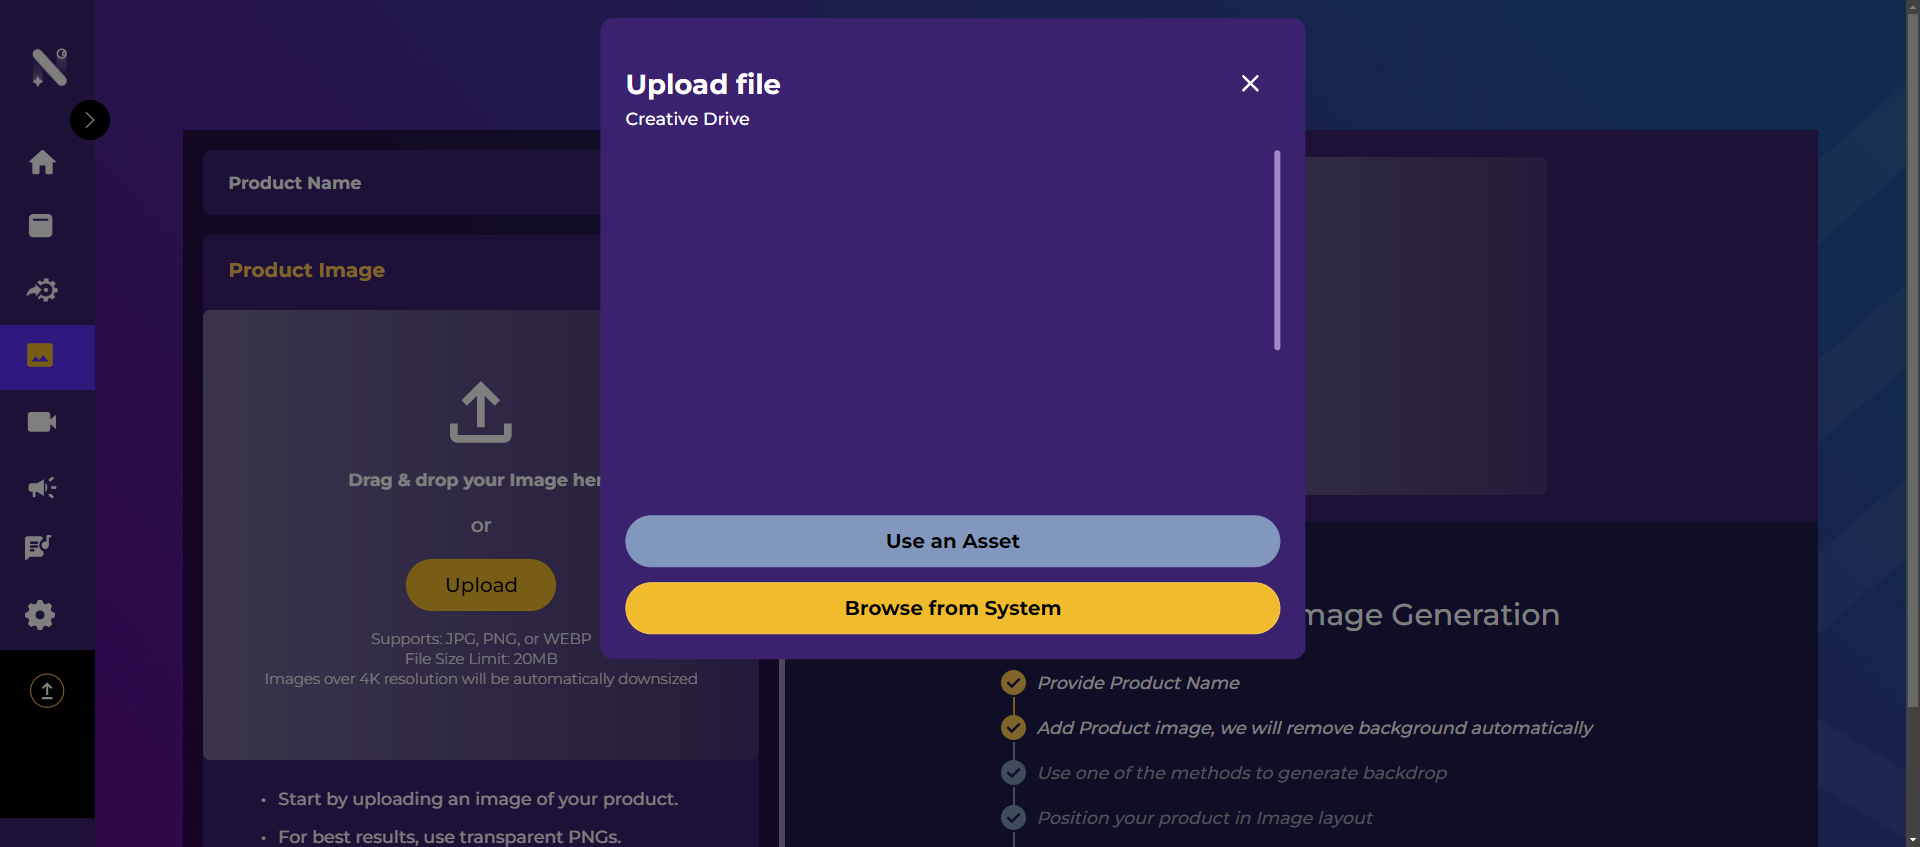 Upload file
Creative Drive
Use an Asset
Browse from System
Product Name
Product Image
Drag & drop your Image
or
Upload
Supports: JPG, PNG, or WEBP
File Size Limit: 20MB
Images over 4K resolution will be automatically downsized
• Start by uploading an image of your product.
• For best results, use transparent PNGs.
Generation
Provide Product Name
Add Product image, we will remove background automatically
Use one of the methods to generate backdrop
Position your product in Image layout